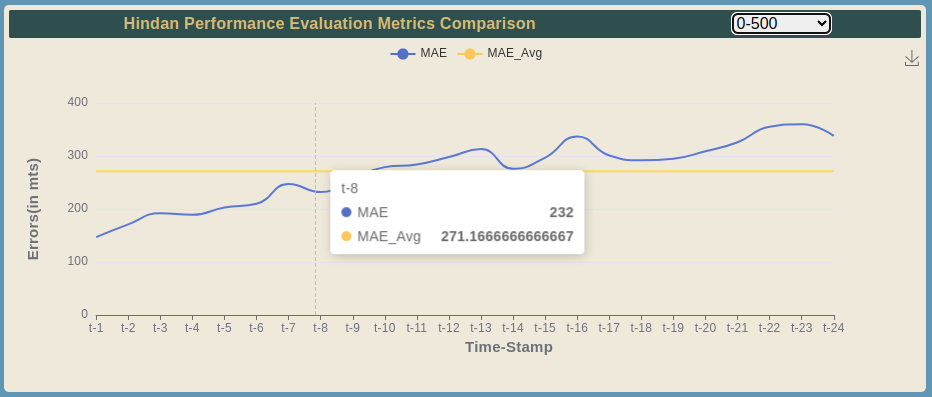 Hindan Performance Evaluation Metrics Comparison
0-500
MAE
MAE_Avg
400
300
200
100
0
Errors(in mts)
t-8
MAE 232
MAE_Avg 271.1666666666667
t-1 t-2 t-3 t-4 t-5 t-6 t-7 t-8 t-9 t-10 t-11 t-12 t-13 t-14 t-15 t-16 t-17 t-18 t-19 t-20 t-21 t-22 t-23 t-24
Time-Stamp